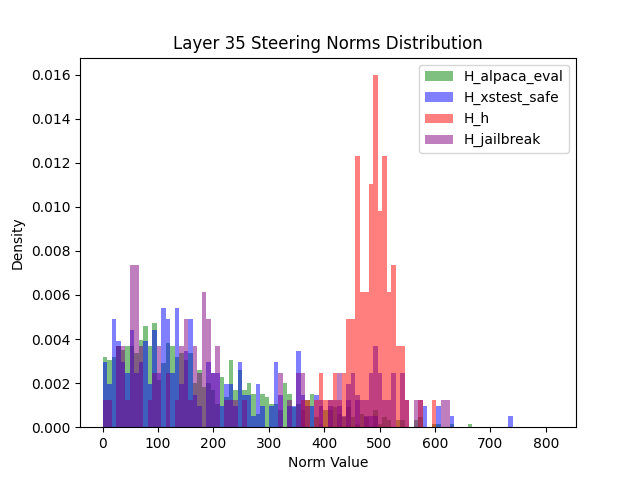 Layer 35 Steering Norms Distribution
H_alpaca_eval
H_xstest_safe
H_h
H_jailbreak
0.016
0.014
0.012
0.010
0.008
0.006
0.004
0.002
0.000
Density
0 100 200 300 400 500 600 700 800
Norm Value